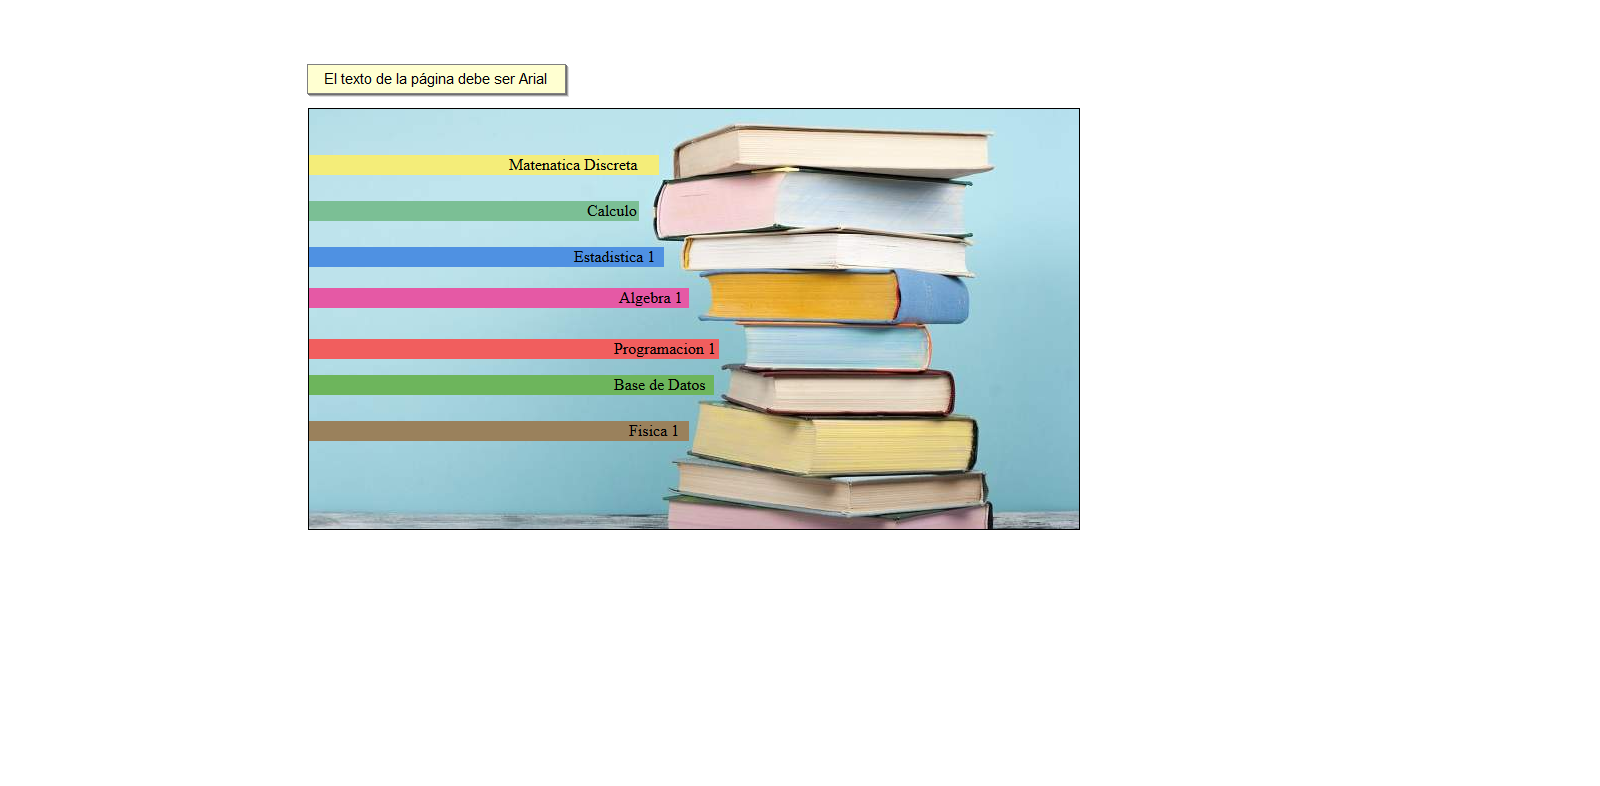 El texto de la página debe ser Arial
Matenatica Discreta
Calculo
Estadistica 1
Algebra 1
Programacion 1
Base de Datos
Fisica 1